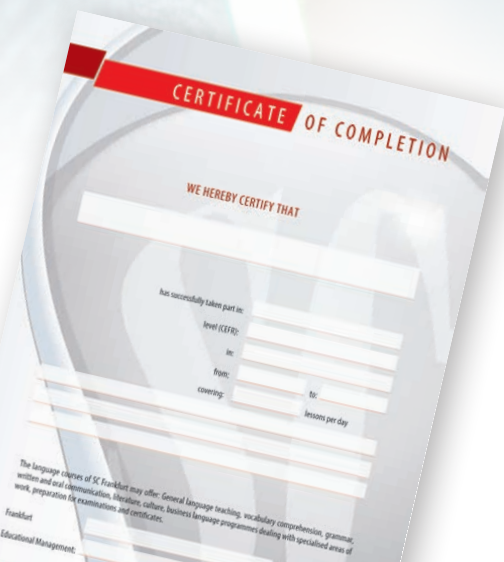 CERTIFICATE OF COMPLETION
WE HEREBY CERTIFY THAT
has successfully taken part in:
level (CEFR):
in:
from: to:
covering: lessons per day
The language courses of SC Frankfurt may offer: General language teaching, vocabulary comprehension, grammar,
written and oral communication, literature, culture, business language programmes dealing with specialised areas of
work, preparation for examinations and certificates.
Frankfurt
Educational Management: